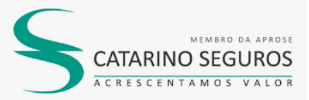 MEMBRO DA APROSE
CATARINO SEGUROS
ACRESCENTAMOS VALOR